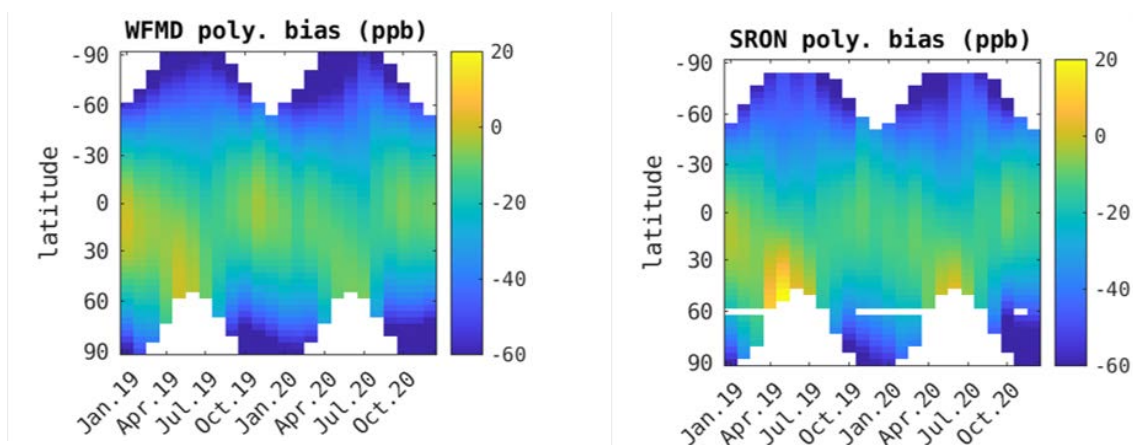 WFMD poly. bias (ppb)
-90
-60
-30
0
30
60
90
latitude
Jan.19
Apr.19
Jul.19
Oct.19
Jan.20
Apr.20
Jul.20
Oct.20
20
0
-20
-40
-60
SRON poly. bias (ppb)
-90
-60
-30
0
30
60
90
latitude
Jan.19
Apr.19
Jul.19
Oct.19
Jan.20
Apr.20
Jul.20
Oct.20
20
0
-20
-40
-60